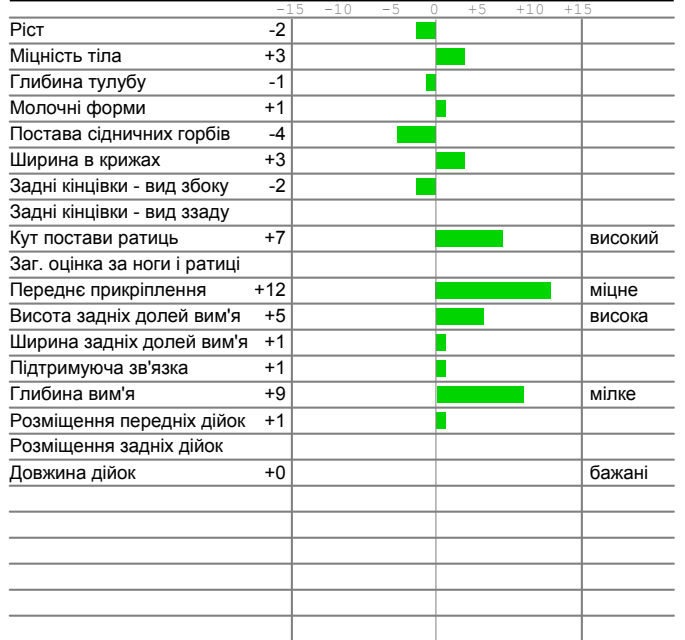 -15 -10 -5 0 +5 +10 +15
Ріст -2
Міцність тіла +3
Глибина тулубу -1
Молочні форми +1
Постава сідничних горбів -4
Ширина в крижах +3
Задні кінцівки - вид збоку -2
Задні кінцівки - вид ззаду
Кут постави ратиць +7 високий
Заг. оцінка за ноги і ратиці
Переднє прикріплення +12 міцне
Висота задніх долей вим'я +5 висока
Ширина задніх долей вим'я +1
Підтримуюча зв'язка +1
Глибина вим'я +9 мілке
Розміщення передніх дійок +1
Розміщення задніх дійок
Довжина дійок +0 бажані